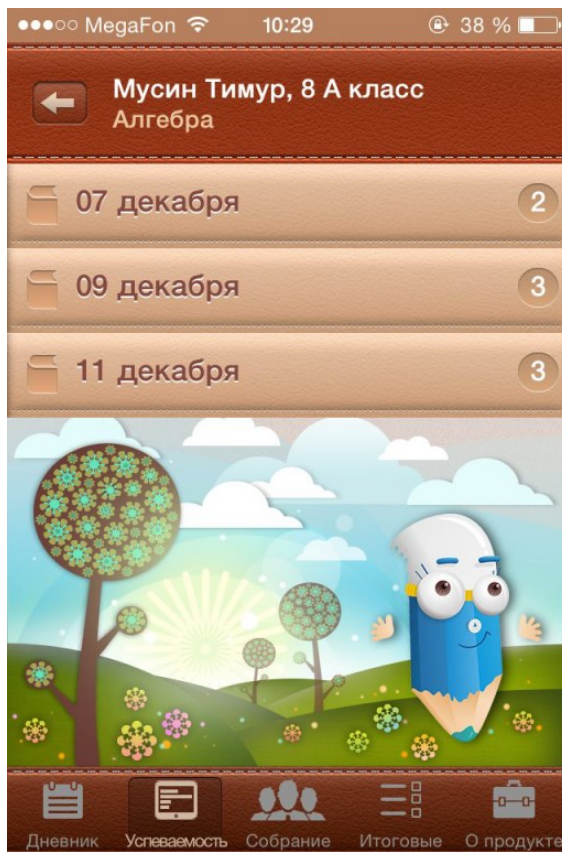 MegaFon 10:29 38 %
Мусин Тимур, 8 А класс
Алгебра
07 декабря 2
09 декабря 3
11 декабря 3
Дневник Успеваемость Собрание Итоговые О продукте